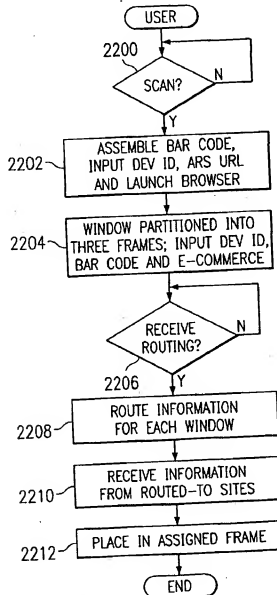 USER
2200
SCAN?
N
Y
2202
ASSEMBLE BAR CODE,
INPUT DEV ID, ARS URL
AND LAUNCH BROWSER
2204
WINDOW PARTITIONED INTO
THREE FRAMES; INPUT DEV ID,
BAR CODE AND E-COMMERCE
RECEIVE
ROUTING?
N
2206
Y
2208
ROUTE INFORMATION
FOR EACH WINDOW
2210
RECEIVE INFORMATION
FROM ROUTED-TO SITES
2212
PLACE IN ASSIGNED FRAME
END